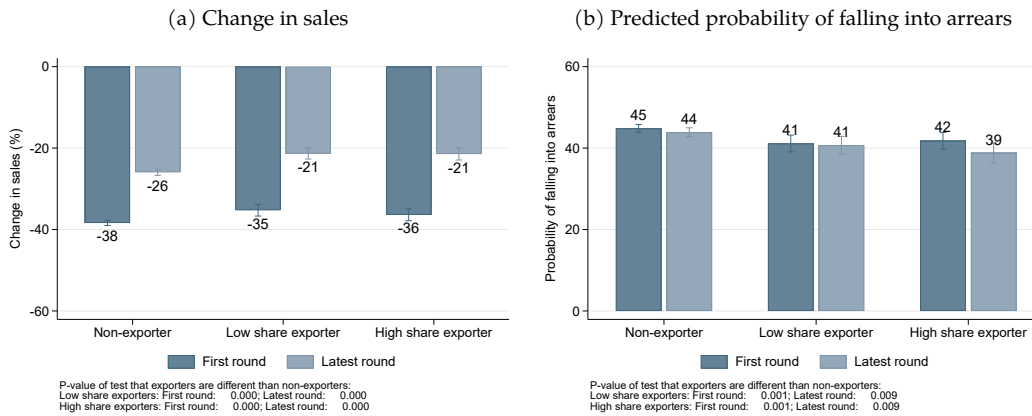 (a) Change in sales
0
-20
-40
-60
Change in sales (%)
-38
-26
-35
-21
-36
-21
Non-exporter
Low share exporter
High share exporter
First round
Latest round
P-value of test that exporters are different than non-exporters:
Low share exporters: First round: 0.000; Latest round: 0.000
High share exporters: First round: 0.000; Latest round: 0.000
(b) Predicted probability of falling into arrears
60
40
20
0
Probability of falling into arrears
45
44
41
41
42
39
Non-exporter
Low share exporter
High share exporter
First round
Latest round
P-value of test that exporters are different than non-exporters:
Low share exporters: First round: 0.001; Latest round: 0.009
High share exporters: First round: 0.001; Latest round: 0.009